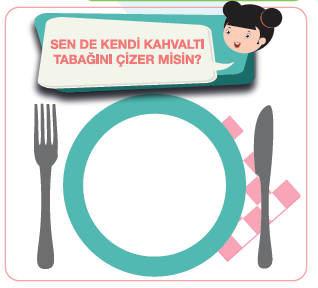 SEN DE KENDİ KAHVALTI
TABAĞINI ÇİZER MİSİN?